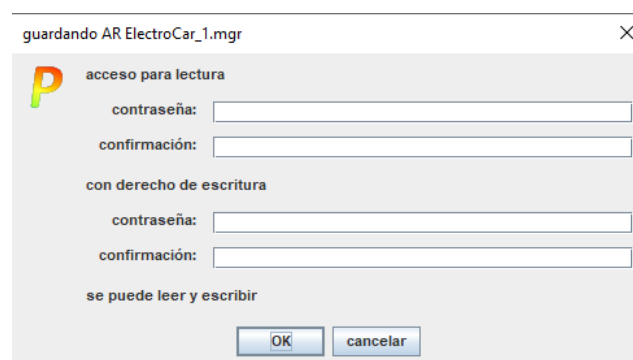 guardando AR ElectroCar_1.mgr
P
acceso para lectura
contraseña:
confirmación:
con derecho de escritura
contraseña:
confirmación:
se puede leer y escribir
OK cancelar